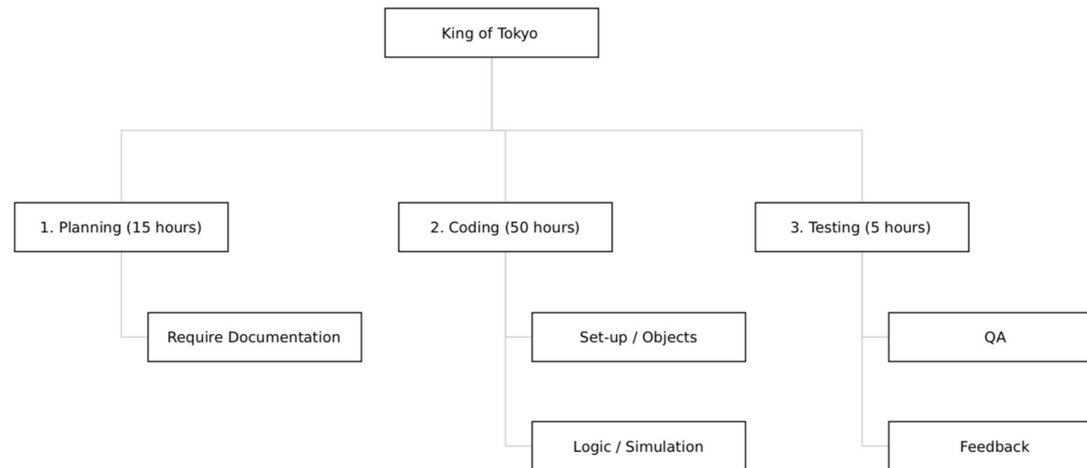 King of Tokyo
1. Planning (15 hours)
2. Coding (50 hours)
3. Testing (5 hours)
Require Documentation
Set-up / Objects
QA
Logic / Simulation
Feedback